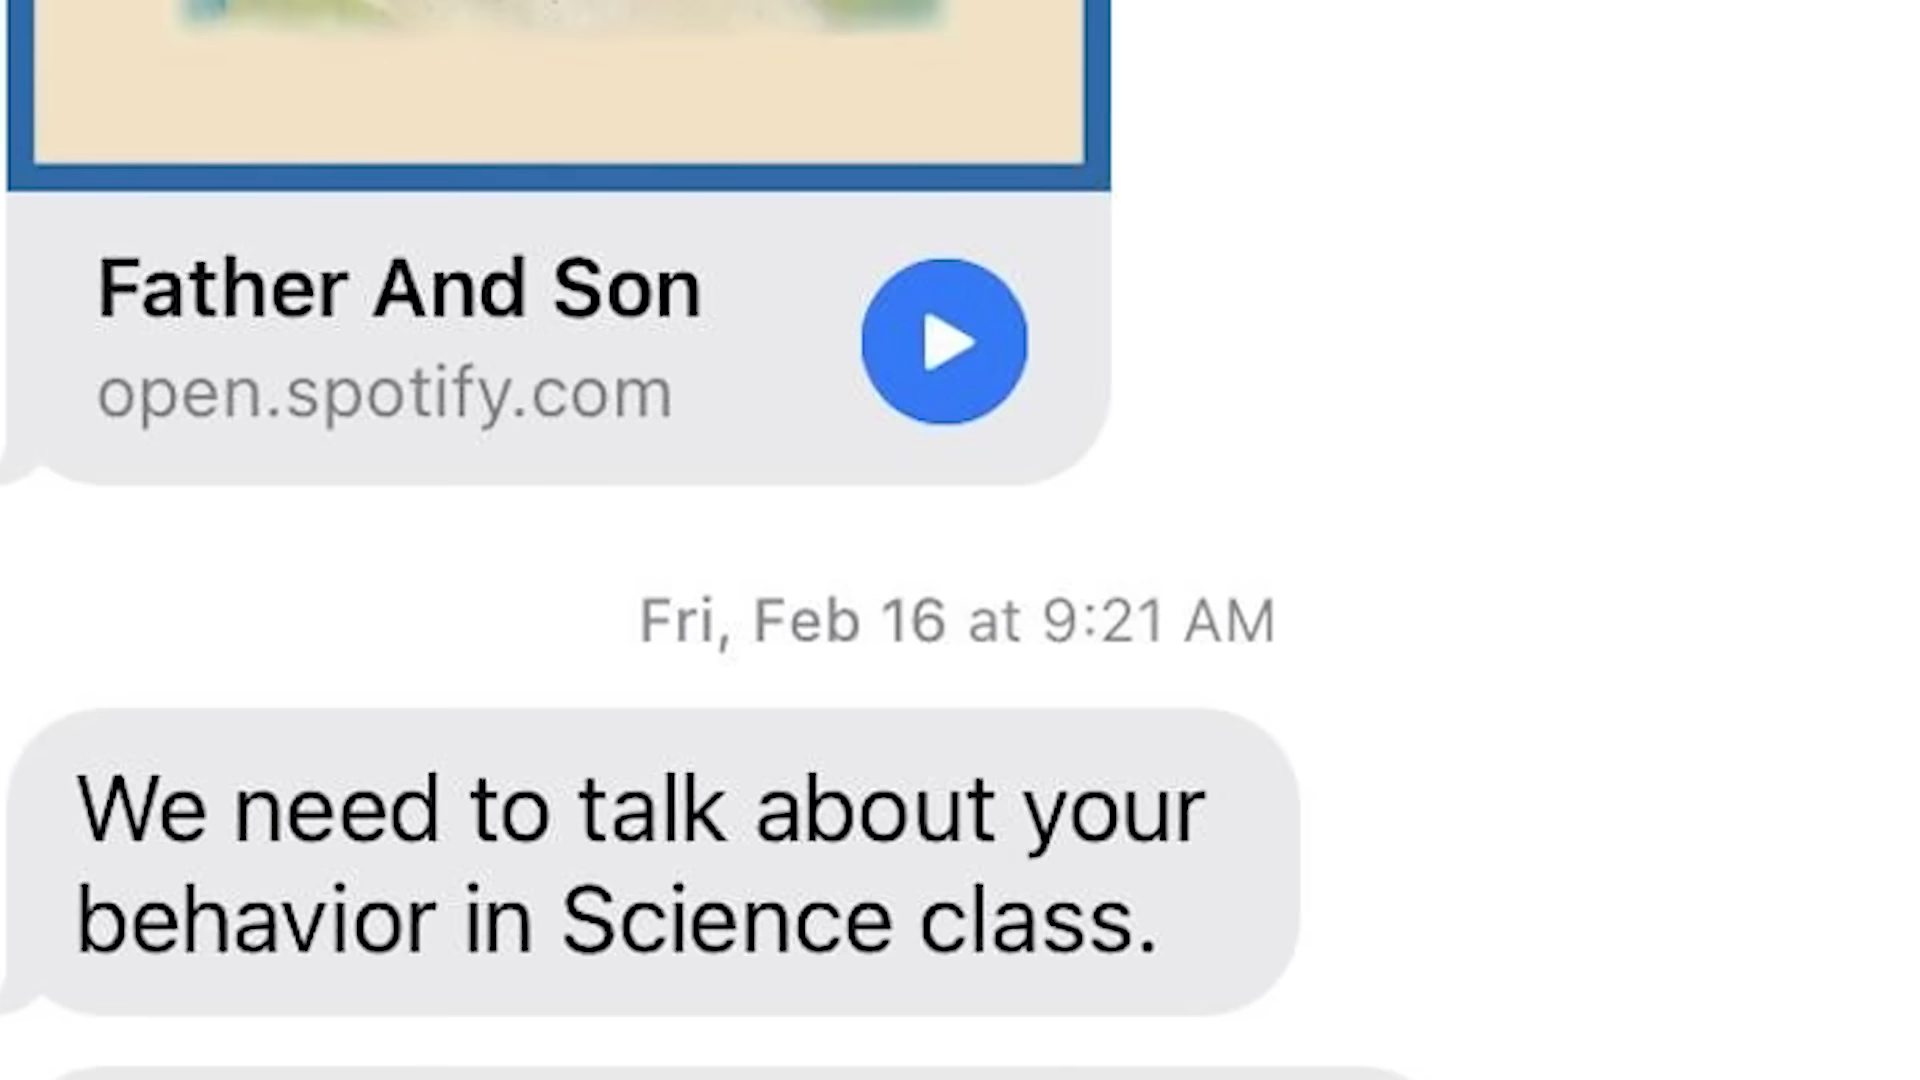 Father And Son
open.spotify.com
Fri, Feb 16 at 9:21 AM
We need to talk about your
behavior in Science class.